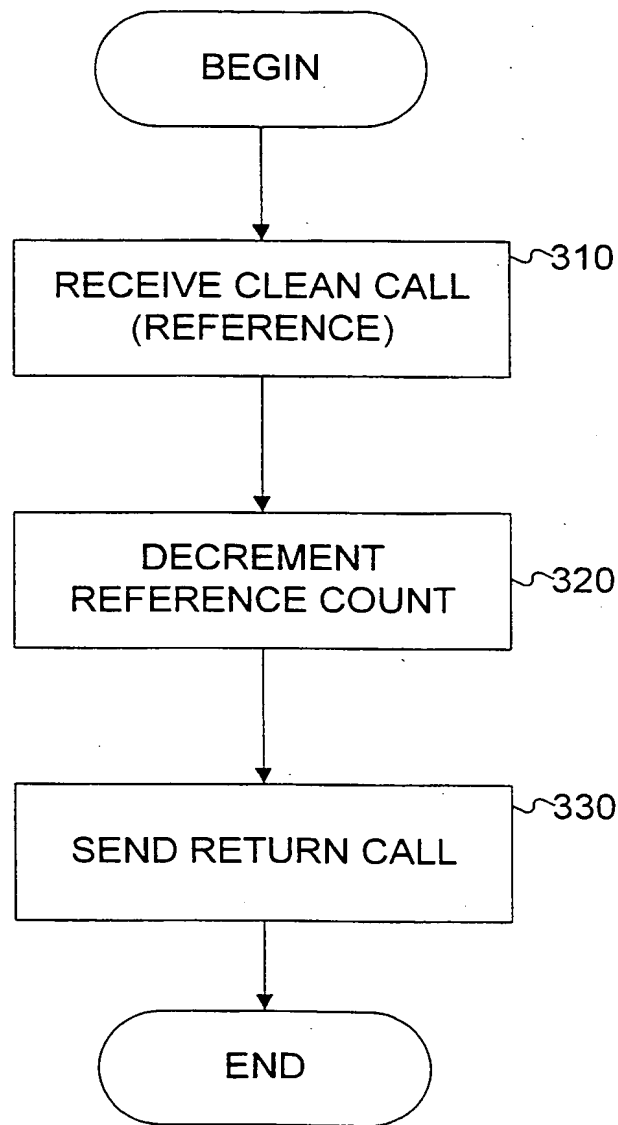 BEGIN
310
RECEIVE CLEAN CALL
(REFERENCE)
DECREMENT
REFERENCE COUNT
320
330
SEND RETURN CALL
END